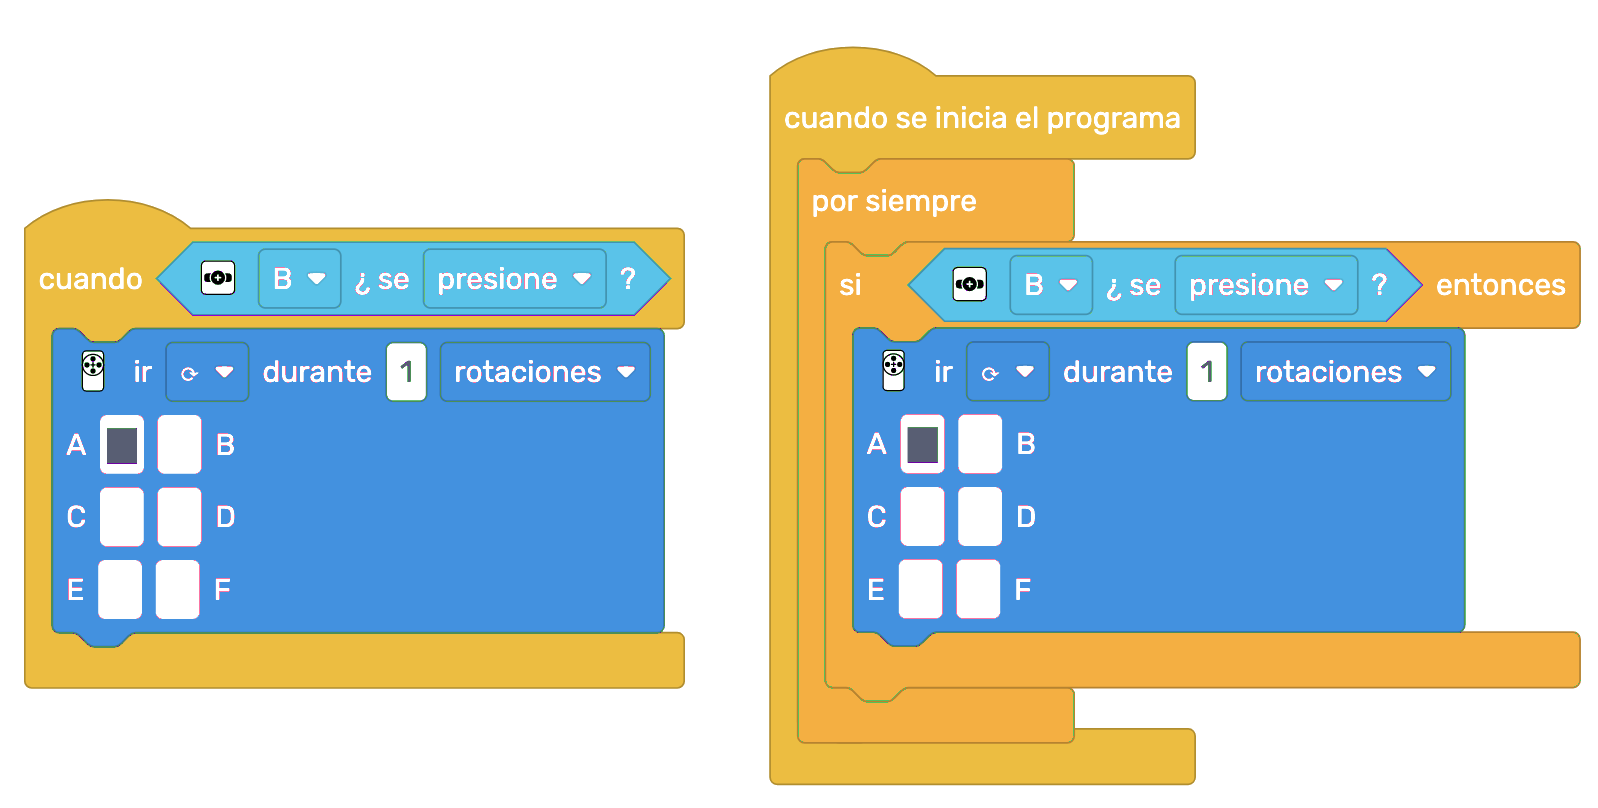 cuando B ¿ se presione ?
ir durante 1 rotaciones
A B
C D
E F
cuando se inicia el programa
por siempre
si B ¿ se presione ? entonces
ir durante 1 rotaciones
A B
C D
E F